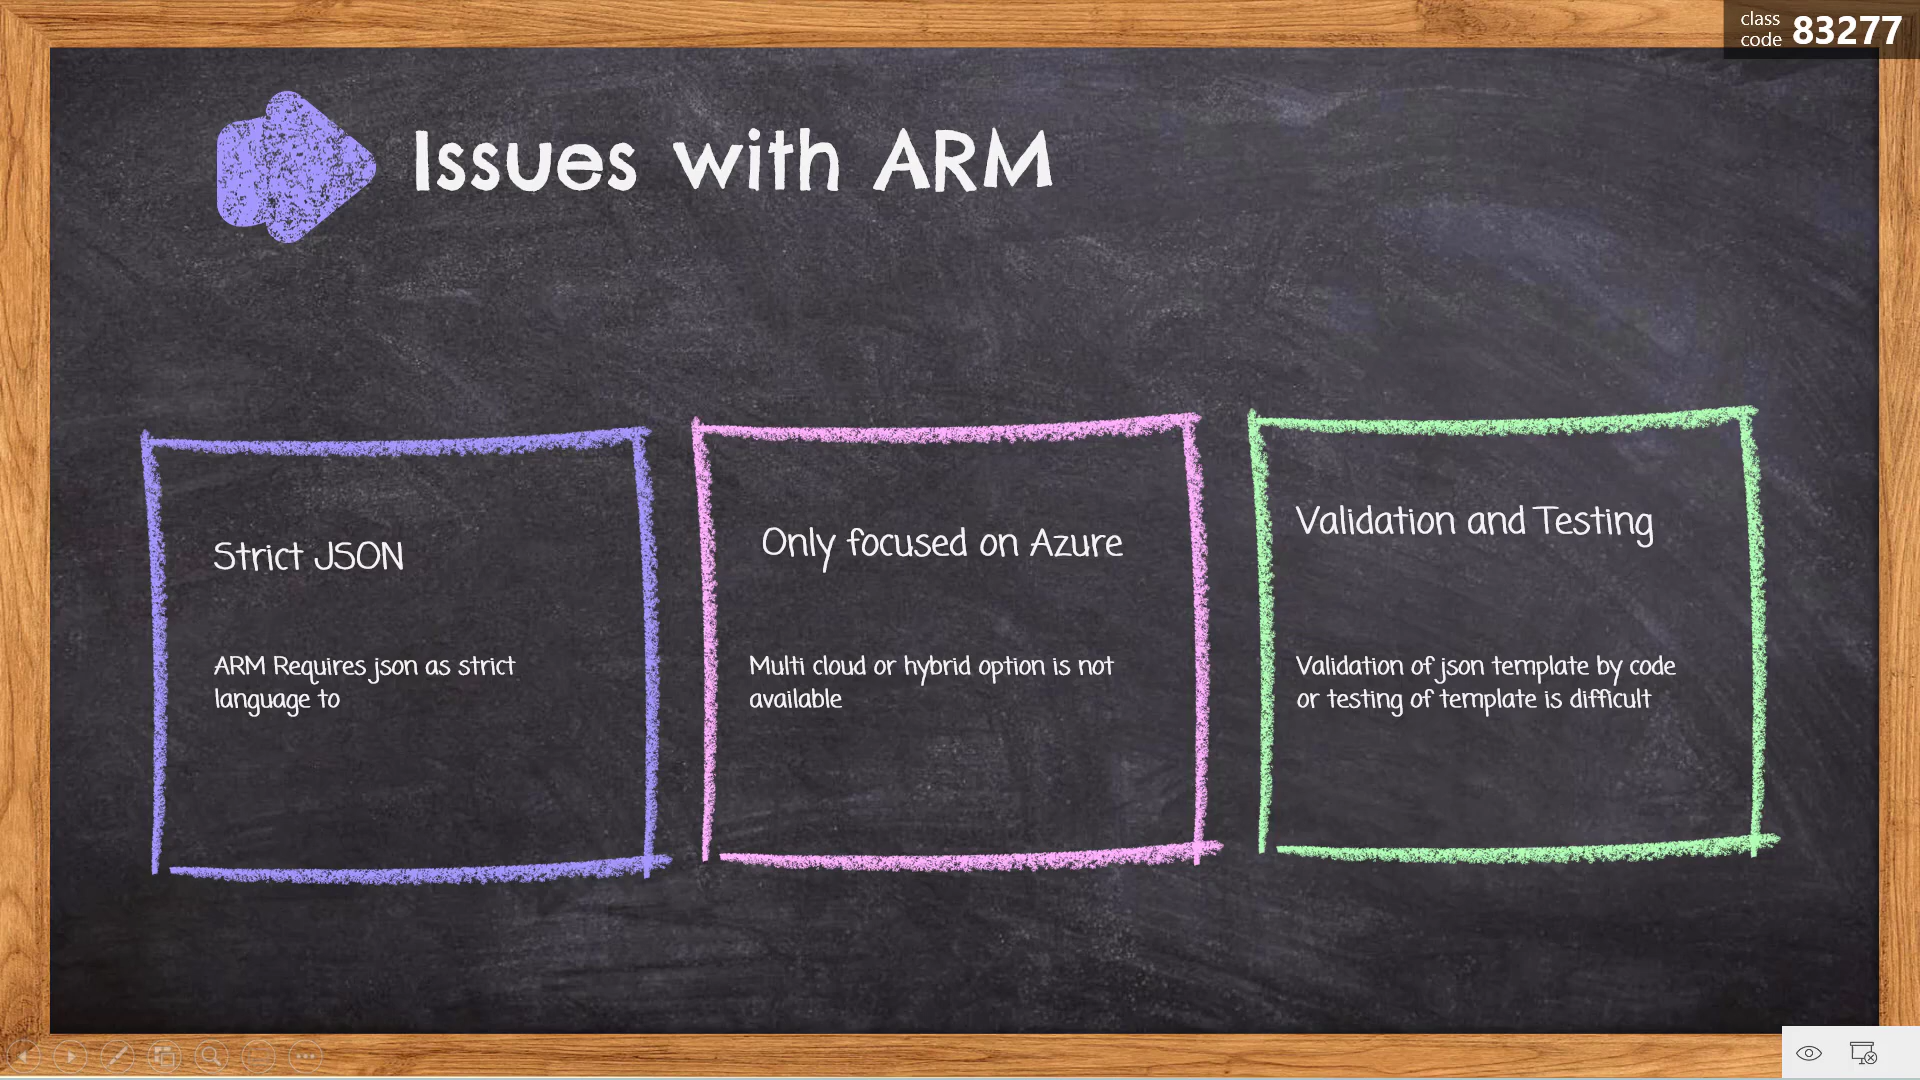 class
code 83277
Issues with ARM
Strict JSON
ARM Requires json as strict
language to
Only focused on Azure
Multi cloud or hybrid option is not
available
Validation and Testing
Validation of json template by code
or testing of template is difficult